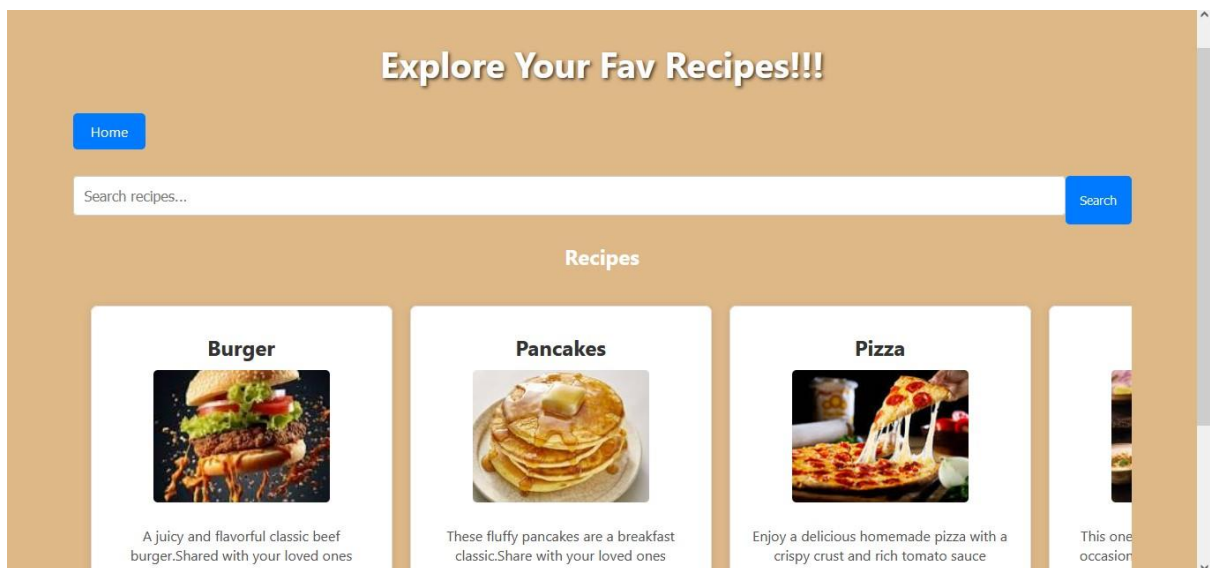 Explore Your Fav Recipes!!!
Home
Search recipes...
Search
Recipes
Burger
A juicy and flavorful classic beef
burger.Shared with your loved ones
Pancakes
These fluffy pancakes are a breakfast
classic.Share with your loved ones
Pizza
Enjoy a delicious homemade pizza with a
crispy crust and rich tomato sauce
This one
occasion